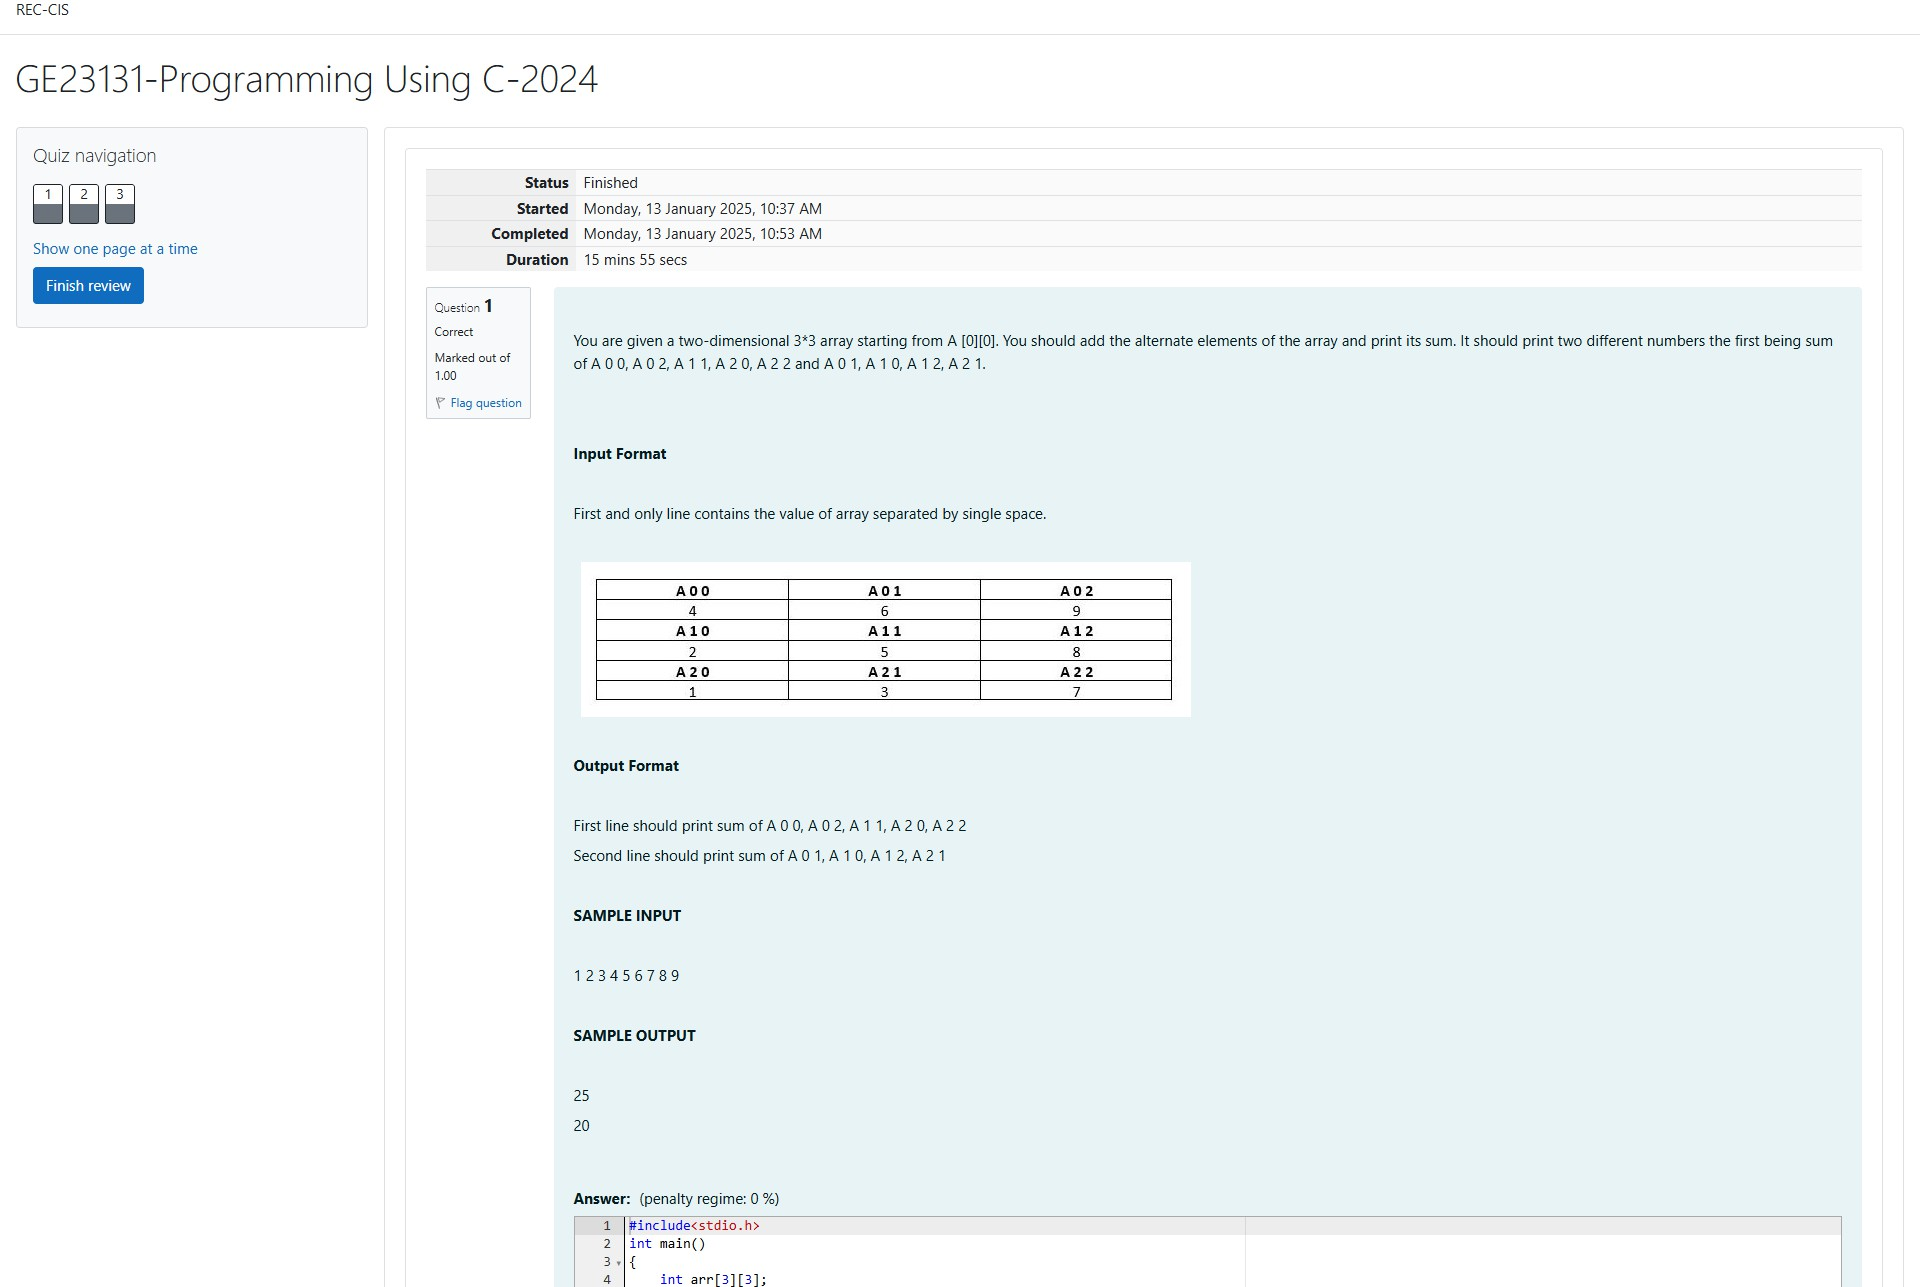 REC-CIS
GE23131-Programming Using C-2024
Quiz navigation
1 2 3
Show one page at a time
Finish review
Status Finished
Started Monday, 13 January 2025, 10:37 AM
Completed Monday, 13 January 2025, 10:53 AM
Duration 15 mins 55 secs
Question 1
Correct
Marked out of
1.00
Flag question
You are given a two-dimensional 3*3 array starting from A [0][0]. You should add the alternate elements of the array and print its sum. It should print two different numbers the first being sum
of A 0 0, A 0 2, A 1 1, A 2 0, A 2 2 and A 0 1, A 1 0, A 1 2, A 2 1.
Input Format
First and only line contains the value of array separated by single space.
A 0 0 A 0 1 A 0 2
4 6 9
A 1 0 A 1 1 A 1 2
2 5 8
A 2 0 A 2 1 A 2 2
1 3 7
Output Format
First line should print sum of A 0 0, A 0 2, A 1 1, A 2 0, A 2 2
Second line should print sum of A 0 1, A 1 0, A 1 2, A 2 1
SAMPLE INPUT
1 2 3 4 5 6 7 8 9
SAMPLE OUTPUT
25
20
Answer: (penalty regime: 0 %)
1 #include<stdio.h>
2 int main()
3 {
4 int arr[3][3];